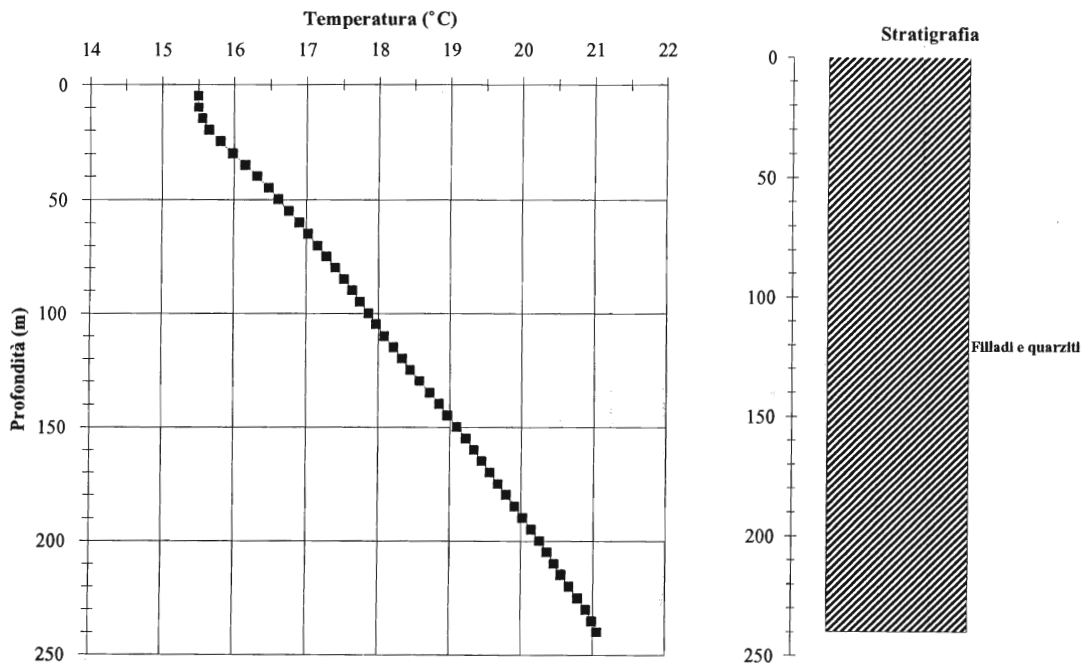 Temperatura (°C)
14 15 16 17 18 19 20 21 22
0
50
100
150
200
250
Profondità (m)
Stratigrafia
0
50
100
150
200
250
Filladi e quarziti